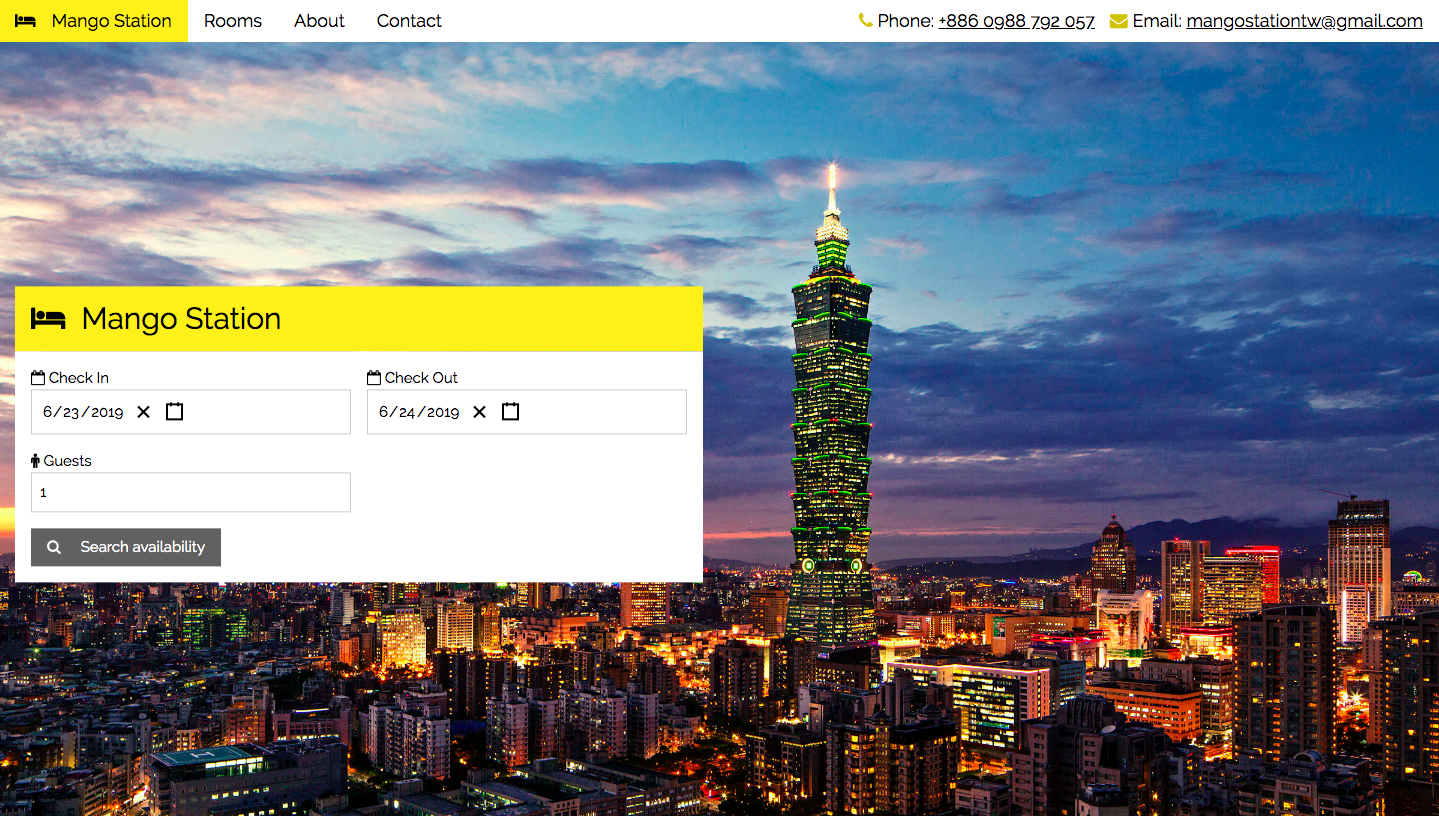 Mango Station Rooms About Contact Phone: +886 0988 792 057 Email: mangostationtw@gmail.com
Mango Station
Check In Check Out
6/23/2019 6/24/2019
Guests
1
Search availability